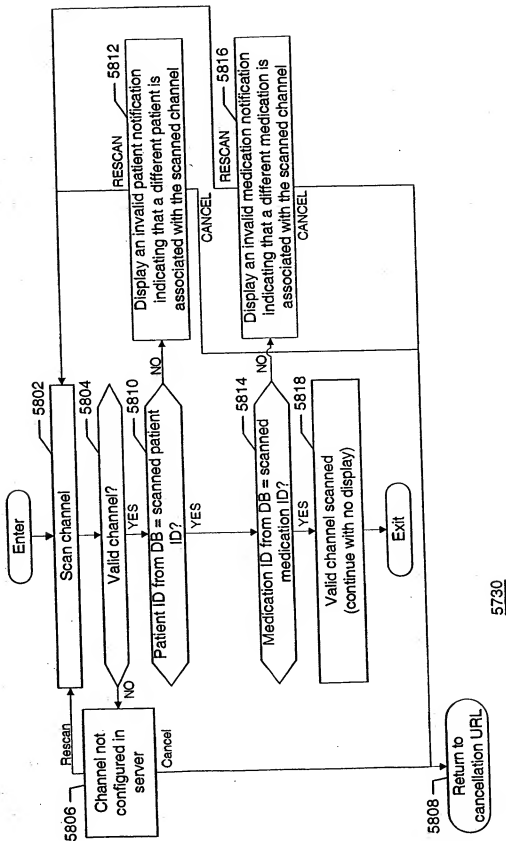 Enter
5802
Scan channel
5804
Valid channel?
NO
YES
Rescan
5806
Channel not
configured in
server
Cancel
5810
Patient ID from DB = scanned patient
ID?
NO
YES
RESCAN
5812
Display an invalid patient notification
indicating that a different patient is
associated with the scanned channel
CANCEL
5814
Medication ID from DB = scanned
medication ID?
NO
YES
RESCAN
5816
Display an invalid medication notification
indicating that a different medication is
associated with the scanned channel
CANCEL
5818
Valid channel scanned
(continue with no display)
Exit
5808
Return to
cancellation URL
5730